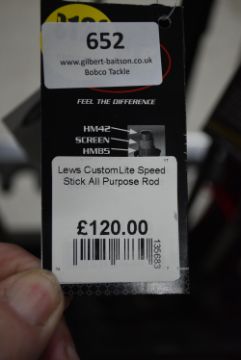 652
www.gilbert-baitson.co.uk
Bobco Tackle
FEEL THE DIFFERENCE
HM42
SCREEN
HM85
Lews CustomLite Speed
Stick All Purpose Rod
£120.00
135683